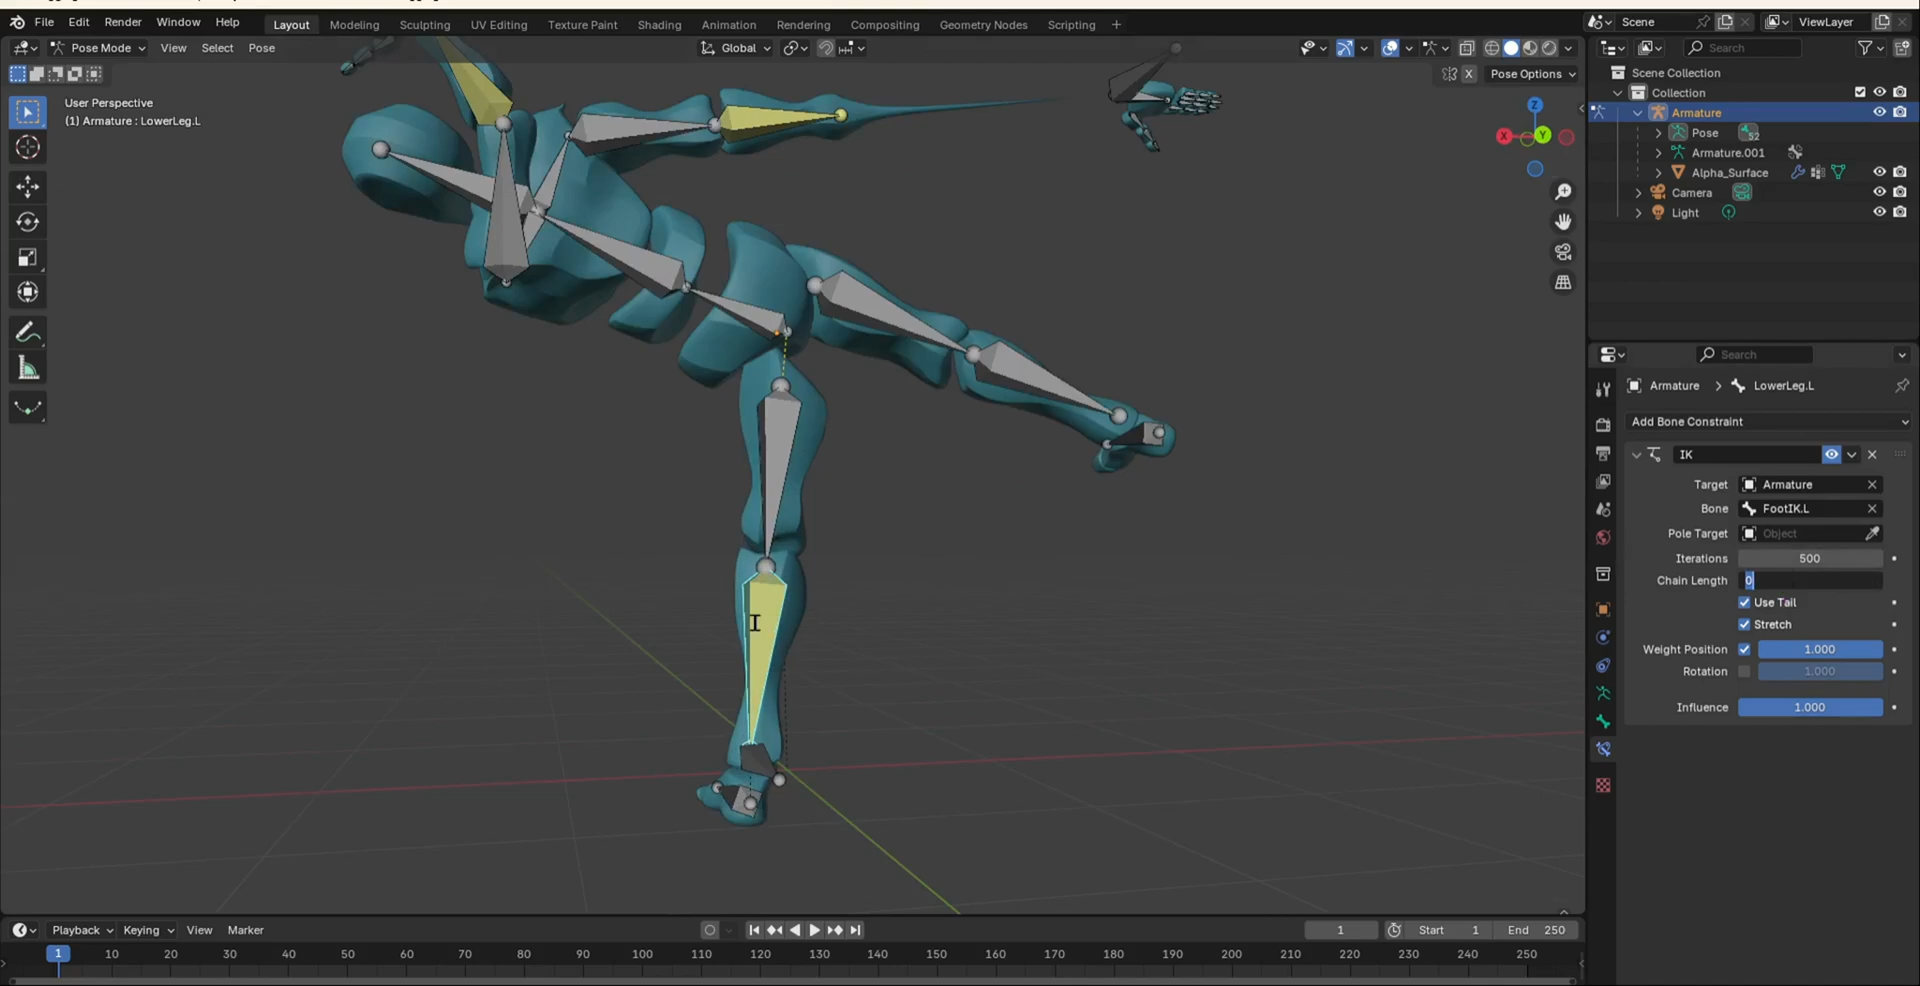 File Edit Render Window Help Layout Modeling Sculpting UV Editing Texture Paint Shading Animation Rendering Compositing Geometry Nodes Scripting + Scene ViewLayer
Pose Mode View Select Pose Global Search
X Pose Options
User Perspective
(1) Armature : LowerLeg.L
Z
X Y
Scene Collection
Collection
Armature
Pose 52
Armature.001
Alpha_Surface
Camera
Light
Search
Armature > LowerLeg.L
Add Bone Constraint
IK
Target Armature
Bone FootIK.L
Pole Target Object
Iterations 500
Chain Length 0
Use Tail
Stretch
Weight Position 1.000
Rotation 1.000
Influence 1.000
Playback Keying View Marker 1 Start 1 End 250
1 10 20 30 40 50 60 70 80 90 100 110 120 130 140 150 160 170 180 190 200 210 220 230 240 250